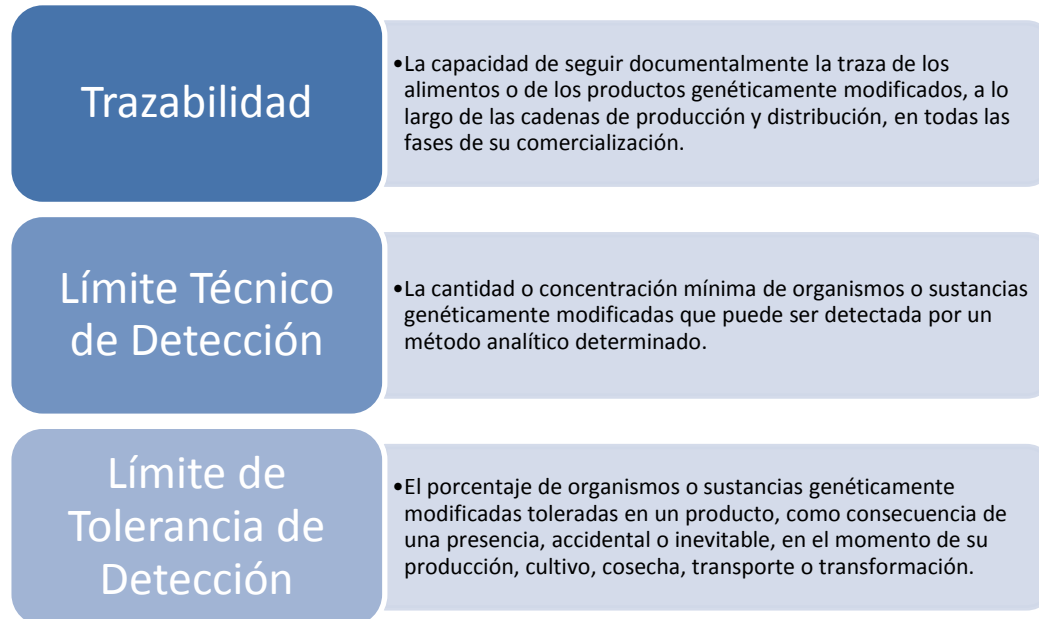 Trazabilidad
•La capacidad de seguir documentalmente la traza de los
alimentos o de los productos genéticamente modificados, a lo
largo de las cadenas de producción y distribución, en todas las
fases de su comercialización.
Límite Técnico
de Detección
•La cantidad o concentración mínima de organismos o sustancias
genéticamente modificadas que puede ser detectada por un
método analítico determinado.
Límite de
Tolerancia de
Detección
•El porcentaje de organismos o sustancias genéticamente
modificadas toleradas en un producto, como consecuencia de
una presencia, accidental o inevitable, en el momento de su
producción, cultivo, cosecha, transporte o transformación.